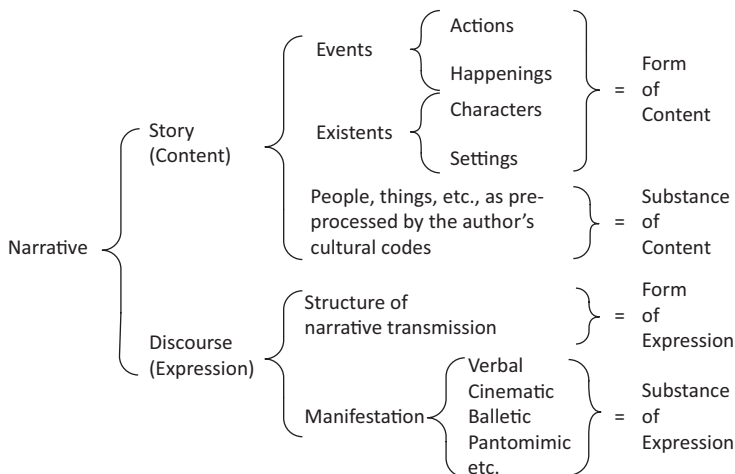 Narrative
Story
(Content)
Events
Actions
Happenings
Existents
Characters
Settings
= Form
of
Content
People, things, etc., as pre-
processed by the author’s
cultural codes
= Substance
of
Content
Discourse
(Expression)
Structure of
narrative transmission
= Form
of
Expression
Manifestation
Verbal
Cinematic
Balletic
Pantomimic
etc.
= Substance
of
Expression